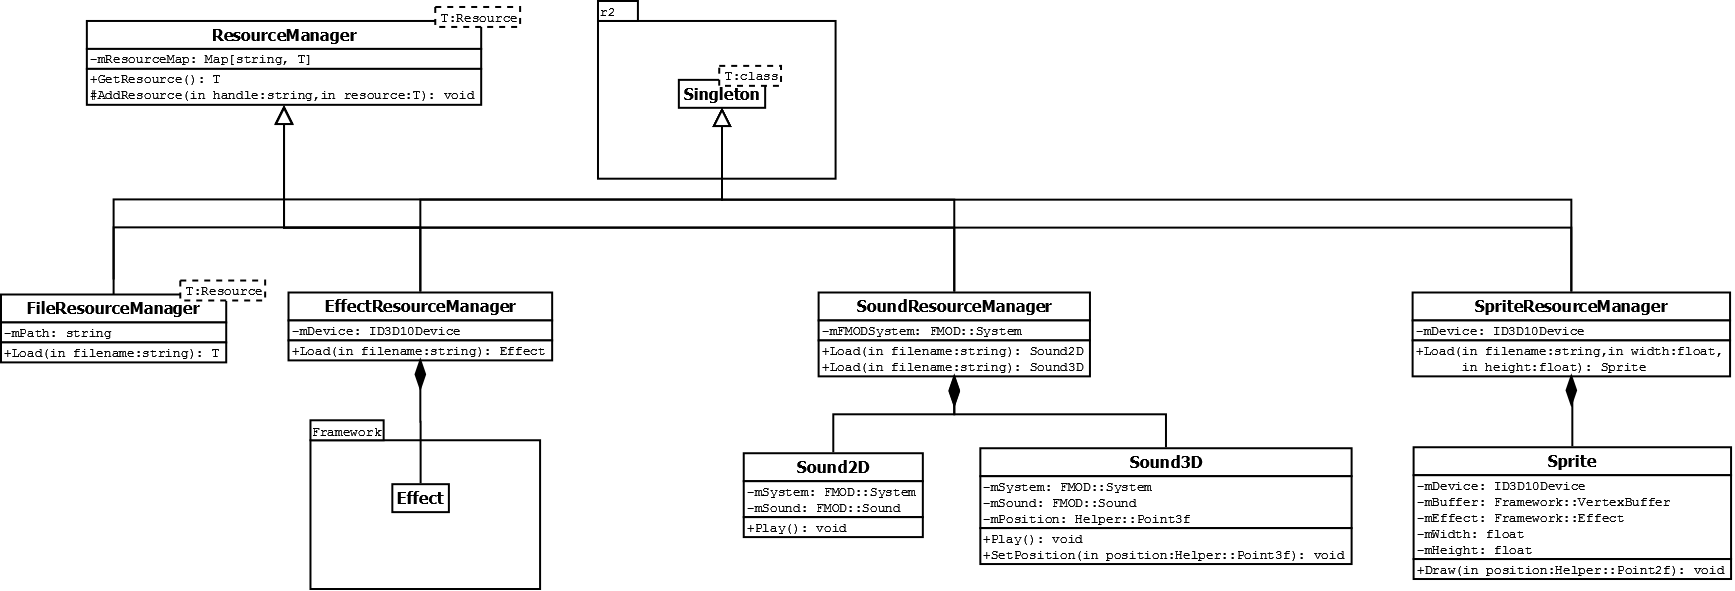 T:Resource
ResourceManager
-mResourceMap: Map[string, T]
+GetResource(): T
#AddResource(in handle:string,in resource:T): void
r2
T:class
Singleton
T:Resource
FileResourceManager
-mPath: string
+Load(in filename:string): T
EffectResourceManager
-mDevice: ID3D10Device
+Load(in filename:string): Effect
SoundResourceManager
-mFMODSystem: FMOD::System
+Load(in filename:string): Sound2D
+Load(in filename:string): Sound3D
SpriteResourceManager
-mDevice: ID3D10Device
+Load(in filename:string,in width:float,
in height:float): Sprite
Framework
Effect
Sound2D
-mSystem: FMOD::System
-mSound: FMOD::Sound
+Play(): void
Sound3D
-mSystem: FMOD::System
-mSound: FMOD::Sound
-mPosition: Helper::Point3f
+Play(): void
+SetPosition(in position:Helper::Point3f): void
Sprite
-mDevice: ID3D10Device
-mBuffer: Framework::VertexBuffer
-mEffect: Framework::Effect
-mWidth: float
-mHeight: float
+Draw(in position:Helper::Point2f): void